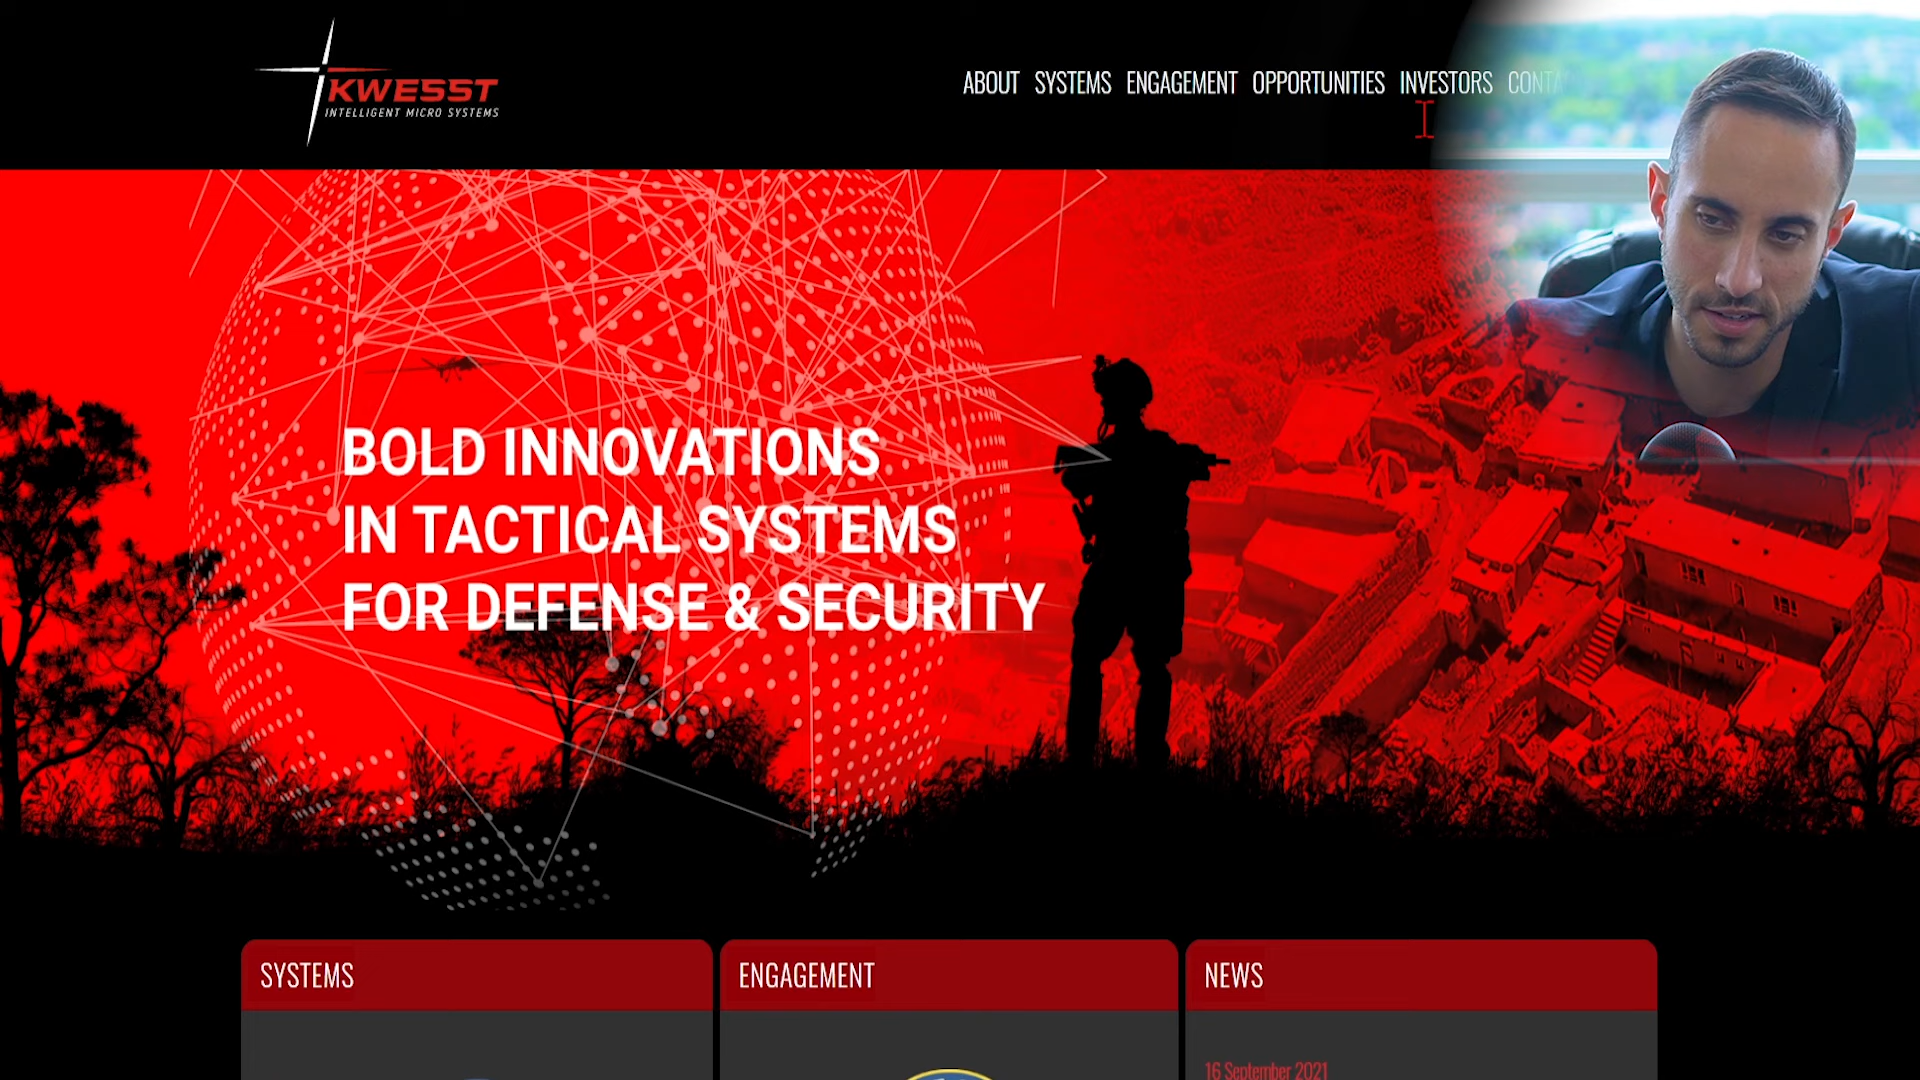 KWESST
INTELLIGENT MICRO SYSTEMS
ABOUT SYSTEMS ENGAGEMENT OPPORTUNITIES INVESTORS
BOLD INNOVATIONS
IN TACTICAL SYSTEMS
FOR DEFENSE & SECURITY
SYSTEMS
ENGAGEMENT
NEWS
16 September 2021